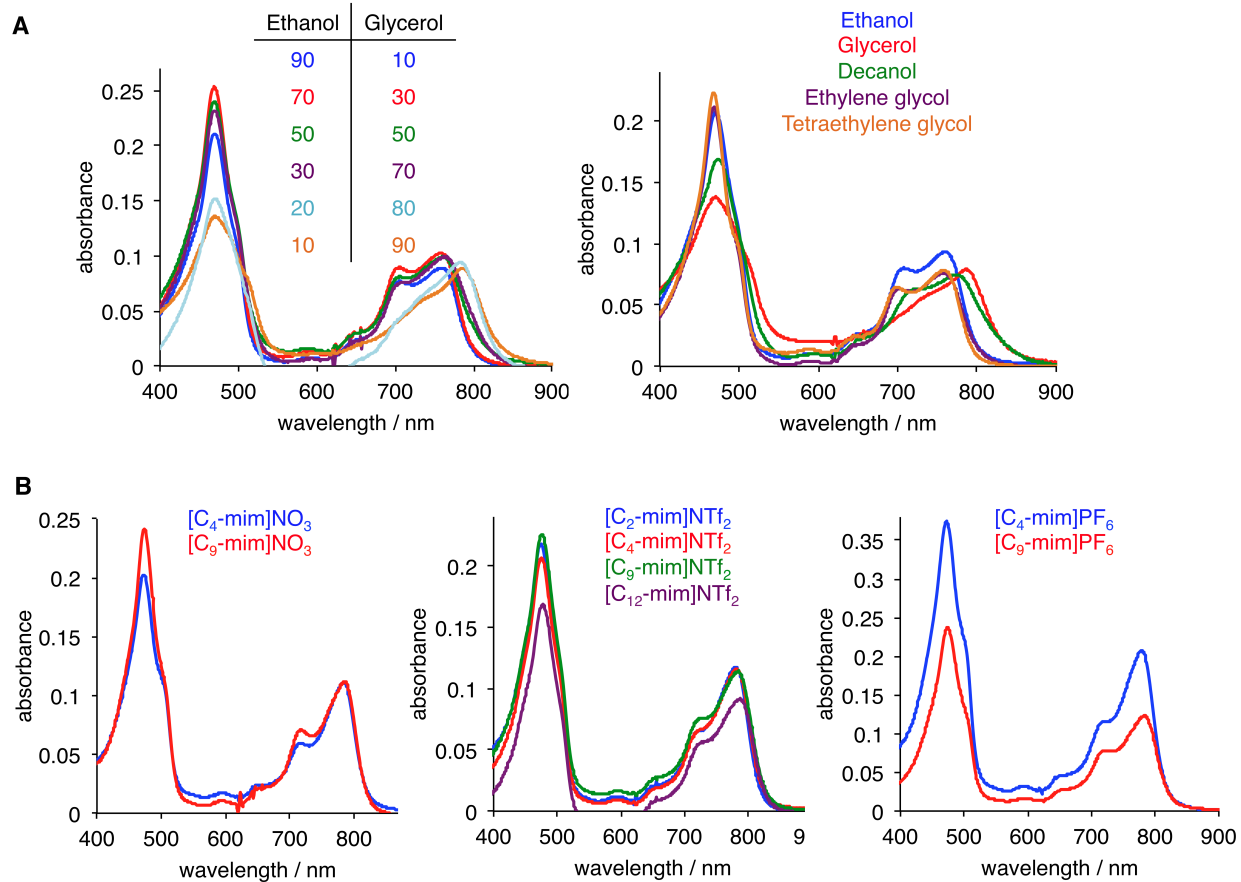 A
Ethanol Glycerol
90 10
70 30
50 50
30 70
20 80
10 90
absorbance
0.25
0.2
0.15
0.1
0.05
0
400 500 600 700 800 900
wavelength / nm
Ethanol
Glycerol
Decanol
Ethylene glycol
Tetraethylene glycol
absorbance
0.2
0.15
0.1
0.05
0
400 500 600 700 800 900
wavelength / nm
B
[C4-mim]NO3
[C9-mim]NO3
absorbance
0.25
0.2
0.15
0.1
0.05
0
400 500 600 700 800
wavelength / nm
[C2-mim]NTf2
[C4-mim]NTf2
[C9-mim]NTf2
[C12-mim]NTf2
absorbance
0.2
0.15
0.1
0.05
0
400 500 600 700 800 9
wavelength / nm
[C4-mim]PF6
[C9-mim]PF6
absorbance
0.35
0.3
0.25
0.2
0.15
0.1
0.05
0
400 500 600 700 800 900
wavelength / nm